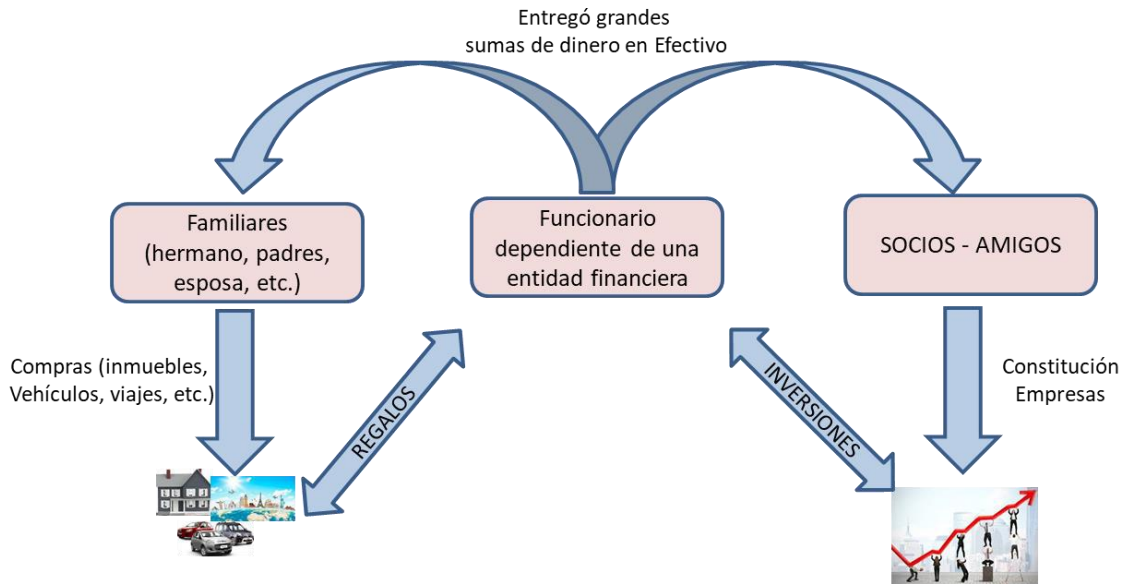 Entregó grandes
sumas de dinero en Efectivo
Familiares
(hermano, padres,
esposa, etc.)
Funcionario
dependiente de una
entidad financiera
SOCIOS - AMIGOS
Compras (inmuebles,
Vehículos, viajes, etc.)
REGALOS
INVERSIONES
Constitución
Empresas